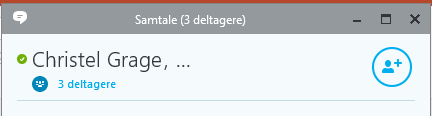 Samtale (3 deltagere)
Christel Grage, ...
3 deltagere